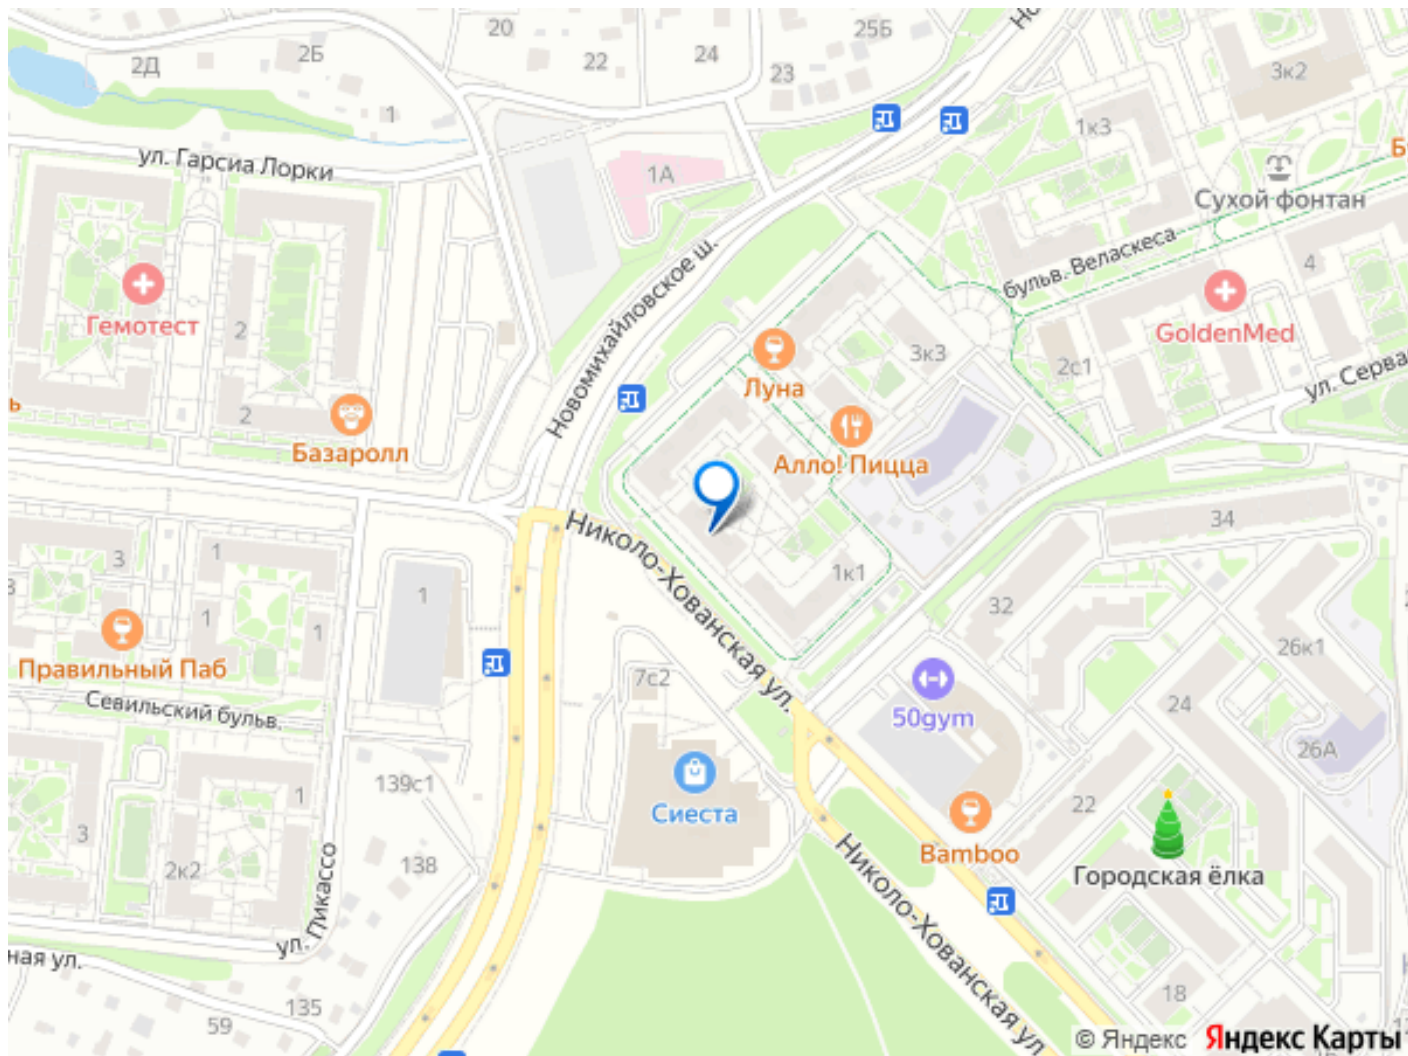 20
25Б
2Б
2Д
22
24
23
3к2
1
1к3
Б
ул. Гарсиа Лорки
1А
Сухой фонтан
Новомихайловское ш.
бульв. Веласкеса
4
Гемотест
2
GoldenMed
3к3
2с1
Луна
ул. Серва
ь
2
Базаролл
Алло! Пицца
Николо-Хованская ул.
34
1
3
1к1
1
32
1
1
26к1
Правильный Паб
7с2
50gym
24
Севильский бульв.
26А
139с1
1
Сиеста
22
3
138
2к2
Bamboo
Городская ёлка
ул. Пикассо
Николо-Хованская ул
ная ул.
135
59
18
© Яндекс Яндекс Карты